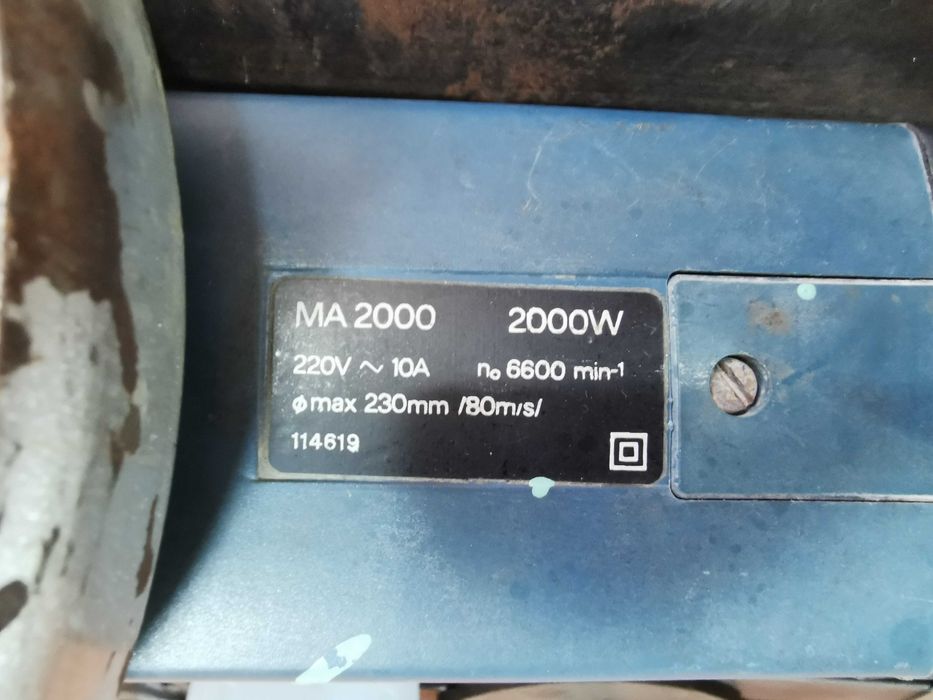 MA 2000 2000W
220V ~ 10A n₀ 6600 min⁻¹
ϕ max 230mm /80m/s/
114619